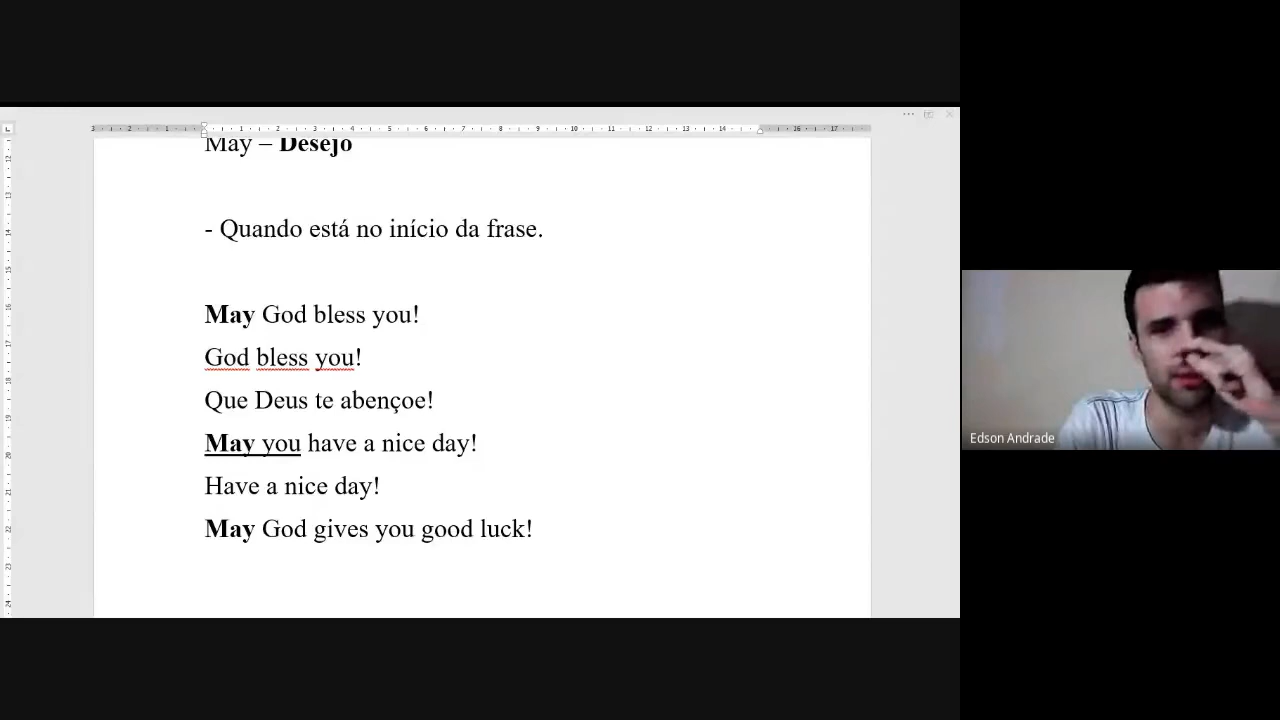 May – Desejo
- Quando está no início da frase.
May God bless you!
God bless you!
Que Deus te abençoe!
May you have a nice day!
Have a nice day!
May God gives you good luck!
Edson Andrade